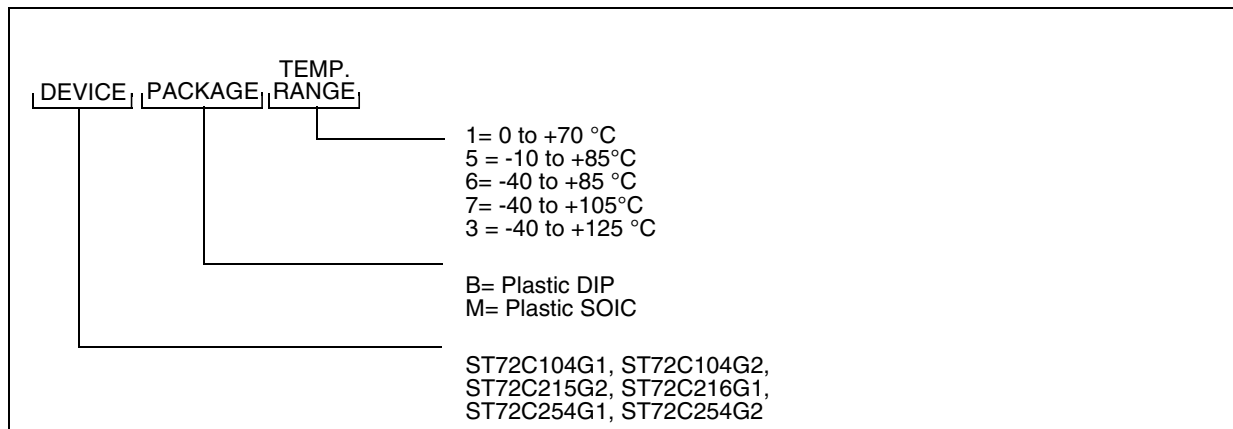 TEMP.
DEVICE PACKAGE RANGE
1= 0 to +70 °C
5 = -10 to +85°C
6= -40 to +85 °C
7= -40 to +105°C
3 = -40 to +125 °C
B= Plastic DIP
M= Plastic SOIC
ST72C104G1, ST72C104G2,
ST72C215G2, ST72C216G1,
ST72C254G1, ST72C254G2